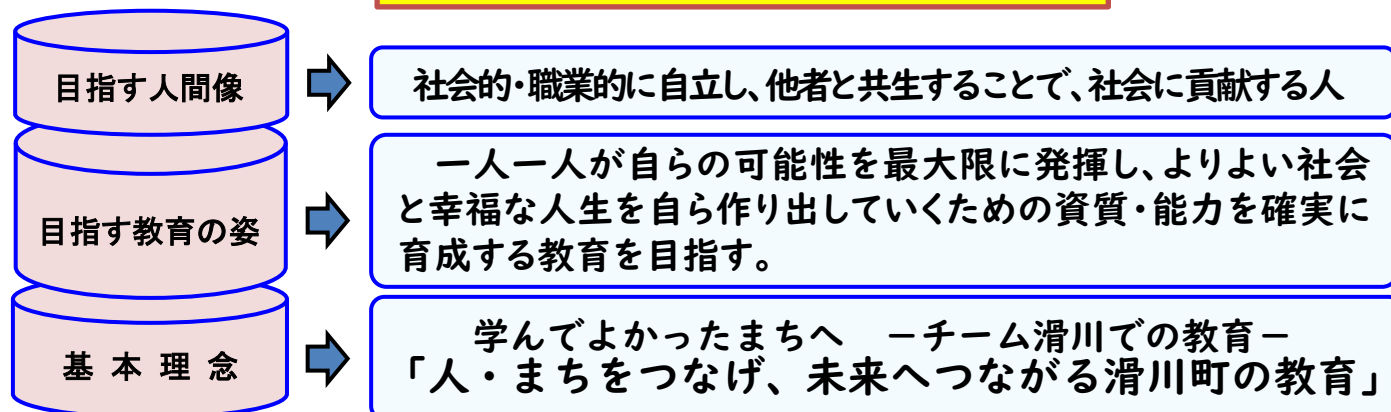 目指す人間像
社会的・職業的に自立し、他者と共生することで、社会に貢献する人
目指す教育の姿
一人一人が自らの可能性を最大限に発揮し、よりよい社会
と幸福な人生を自ら作り出していくための資質・能力を確実に
育成する教育を目指す。
基本理念
学んでよかったまちへ －チーム滑川での教育－
「人・まちをつなげ、未来へつながる滑川町の教育」